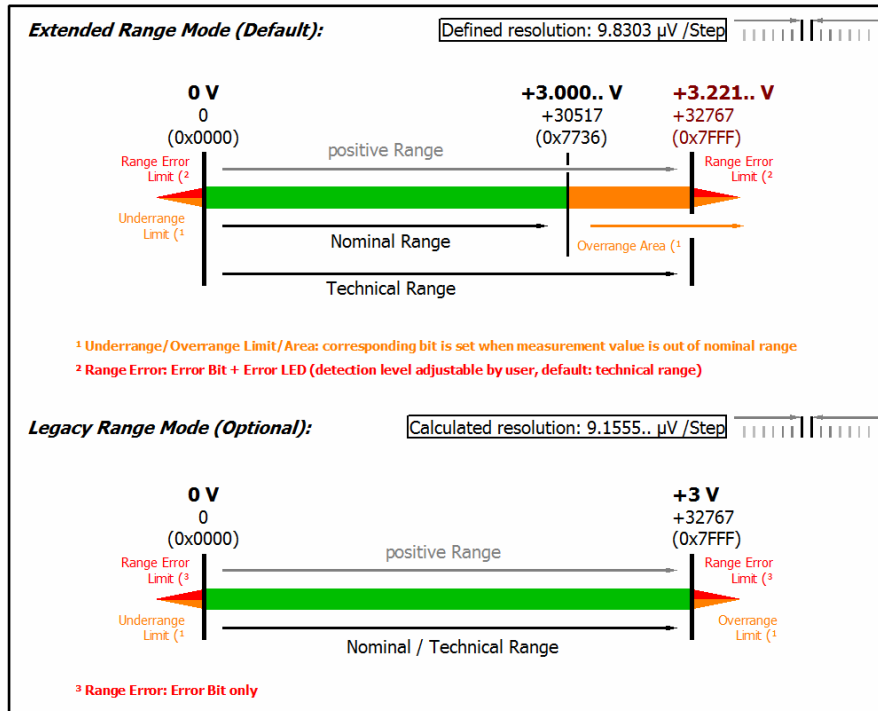 Extended Range Mode (Default):
Defined resolution: 9.8303 µV /Step
0 V
0
(0x0000)
+3.000.. V
+30517
(0x7736)
+3.221.. V
+32767
(0x7FFF)
positive Range
Range Error
Limit (²
Range Error
Limit (²
Underrange
Limit (¹
Nominal Range
Overrange Area (¹
Technical Range
¹ Underrange/Overrange Limit/Area: corresponding bit is set when measurement value is out of nominal range
² Range Error: Error Bit + Error LED (detection level adjustable by user, default: technical range)
Legacy Range Mode (Optional):
Calculated resolution: 9.1555.. µV /Step
0 V
0
(0x0000)
+3 V
+32767
(0x7FFF)
positive Range
Range Error
Limit (³
Range Error
Limit (³
Underrange
Limit (¹
Overrange
Limit (¹
Nominal / Technical Range
³ Range Error: Error Bit only